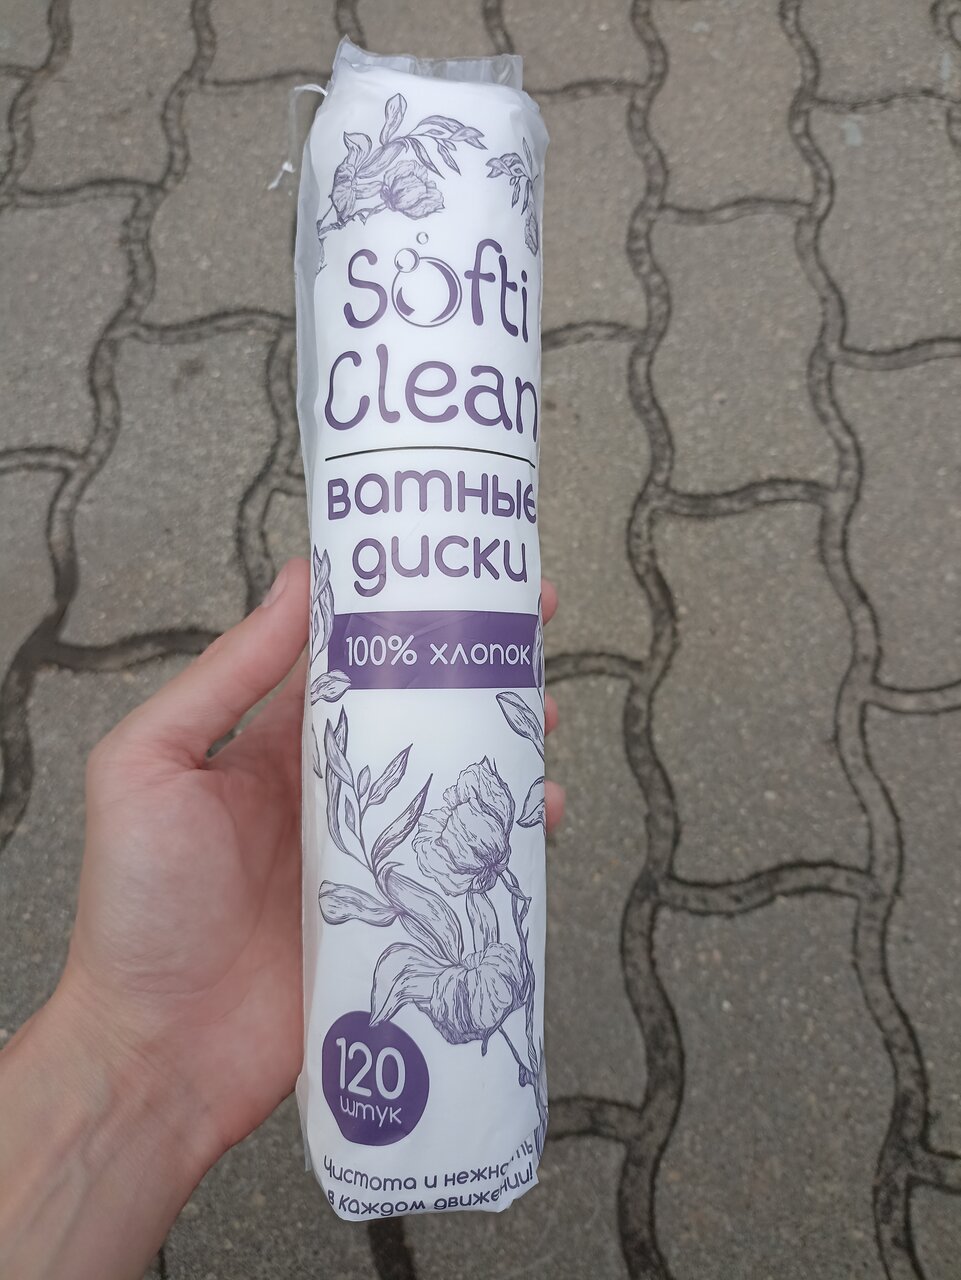 Softi
Clean
ватные
диски
100% хлопок
120
штук
Чистота и нежность
в каждом движении!